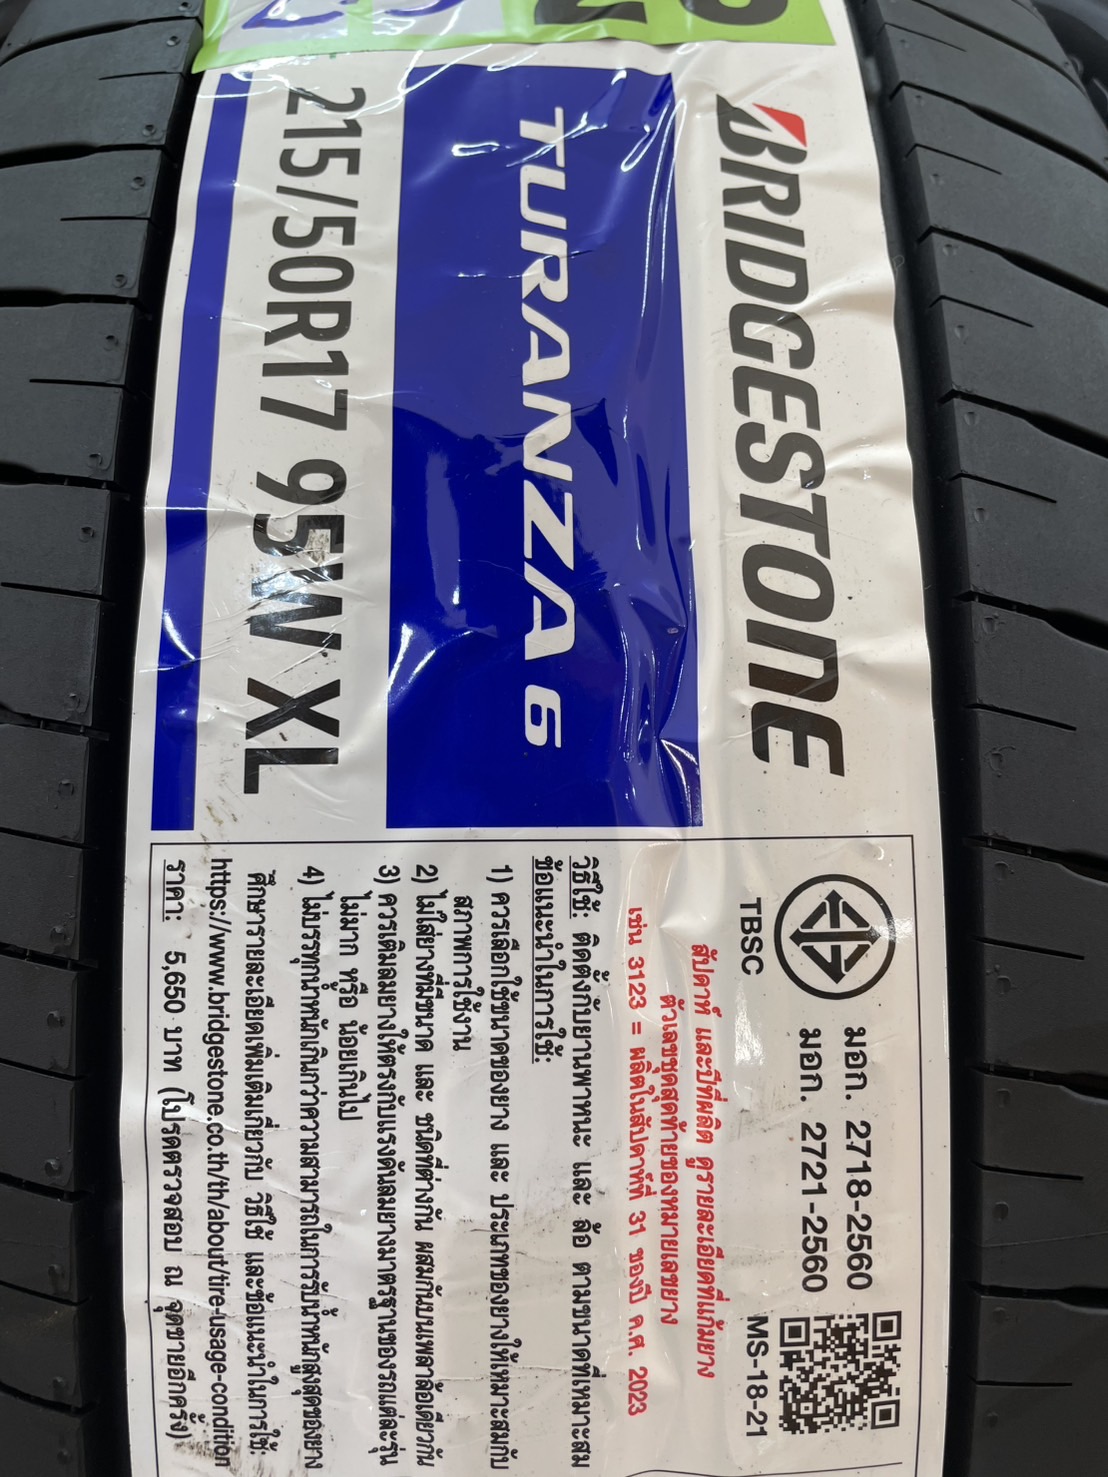 BRIDGESTONE
TURANZA 6
215/50R17 95W XL
มอก. 2718-2560
มอก. 2721-2560
TBSC
MS-18-21
สัปดาห์ และปีที่ผลิต ดูรายละเอียดที่แก้มยาง
ตัวเลขชุดสุดท้ายของหมายเลขยาง
เช่น 3123 = ผลิตในสัปดาห์ที่ 31 ของปี ค.ศ. 2023
วิธีใช้: ติดตั้งกับยานพาหนะ และ ล้อ ตามขนาดที่เหมาะสม
ข้อแนะนำในการใช้:
1) ควรเลือกใช้ขนาดของยาง และ ประเภทของยางให้เหมาะสมกับ
สภาพการใช้งาน
2) ไม่ใส่ยางที่มีขนาด และ ชนิดที่ต่างกัน ผสมกันบนเพลาล้อเดียวกัน
3) ควรเติมลมยางให้ตรงกับแรงดันลมยางมาตรฐานของรถแต่ละรุ่น
ไม่มาก หรือ น้อยเกินไป
4) ไม่บรรทุกน้ำหนักเกินกว่าความสามารถในการรับน้ำหนักสูงสุดของยาง
ศึกษารายละเอียดเพิ่มเติมเกี่ยวกับ วิธีใช้ และข้อแนะนำในการใช้:
https://www.bridgestone.co.th/th/about/tire-usage-condition
ราคา: 5,650 บาท (โปรดตรวจสอบ ณ จุดขายอีกครั้ง)